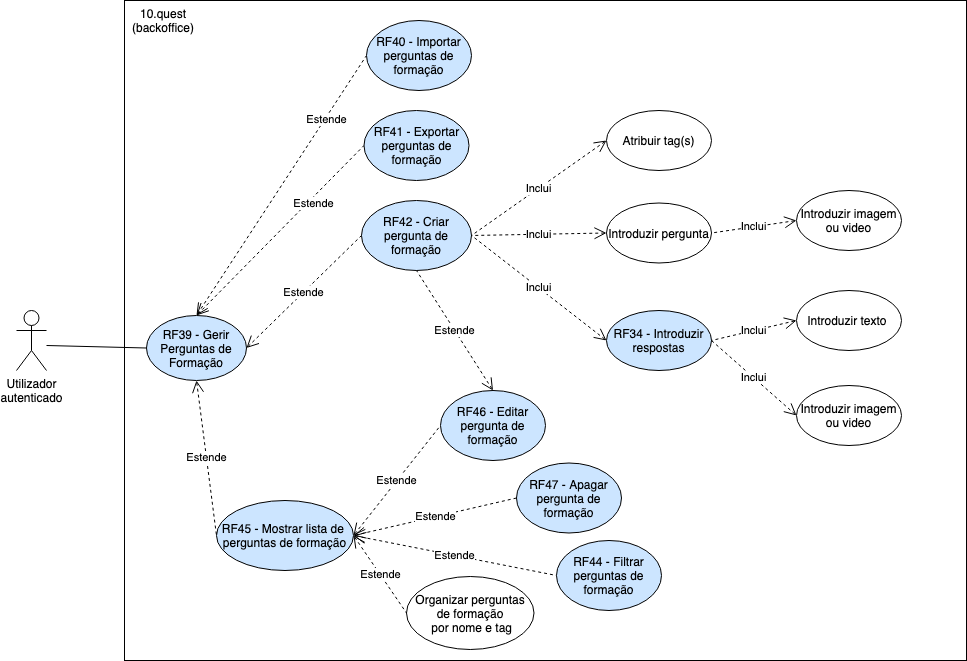 10.quest
(backoffice)
RF40 - Importar
perguntas de
formação
Estende
RF41 - Exportar
perguntas de
formação
Estende
RF42 - Criar
pergunta de
formação
Estende
Inclui
Atribuir tag(s)
Inclui
Introduzir pergunta
Inclui
Introduzir imagem
ou video
Inclui
RF34 - Introduzir
respostas
Inclui
Introduzir texto
Inclui
Introduzir imagem
ou video
Utilizador
autenticado
RF39 - Gerir
Perguntas de
Formação
Estende
RF46 - Editar
pergunta de
formação
Estende
Estende
RF45 - Mostrar lista de
perguntas de formação
Estende
RF47 - Apagar
pergunta de
formação
Estende
RF44 - Filtrar
perguntas de
formação
Estende
Organizar perguntas
de formação
por nome e tag